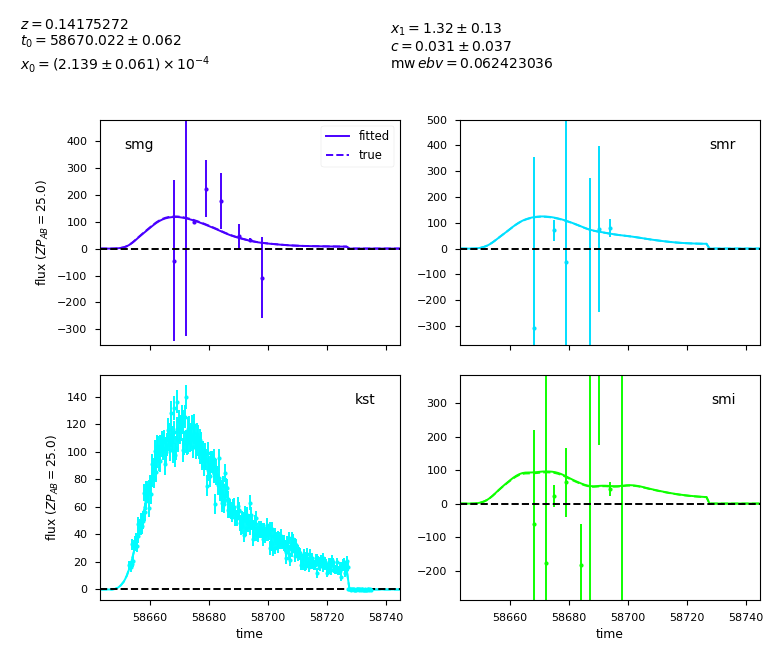 z = 0.14175272
t₀ = 58670.022 ± 0.062
x₀ = (2.139 ± 0.061) × 10⁻⁴
x₁ = 1.32 ± 0.13
c = 0.031 ± 0.037
mw ebv = 0.062423036
smg
fitted
true
flux (ZP_AB = 25.0)
400
300
200
100
0
−100
−200
−300
smr
500
400
300
200
100
0
−100
−200
−300
kst
flux (ZP_AB = 25.0)
140
120
100
80
60
40
20
0
58660 58680 58700 58720 58740
time
smi
300
200
100
0
−100
−200
58660 58680 58700 58720 58740
time